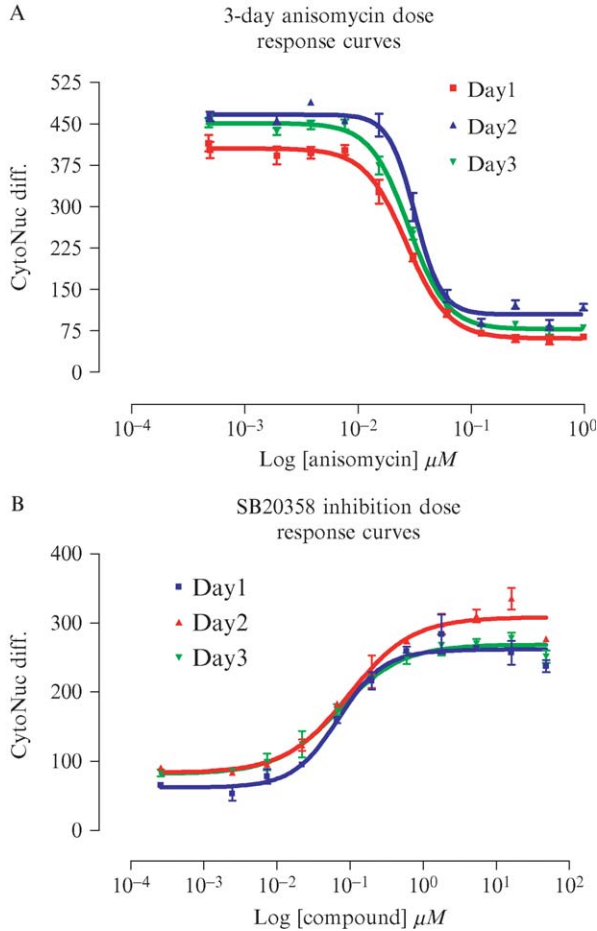 A
3-day anisomycin dose
response curves
525
450
375
300
225
150
75
0
CytoNuc diff.
Day1
Day2
Day3
10⁻⁴ 10⁻³ 10⁻² 10⁻¹ 10⁰
Log [anisomycin] μM
B
SB20358 inhibition dose
response curves
400
300
200
100
0
CytoNuc diff.
Day1
Day2
Day3
10⁻⁴ 10⁻³ 10⁻² 10⁻¹ 10⁰ 10¹ 10²
Log [compound] μM